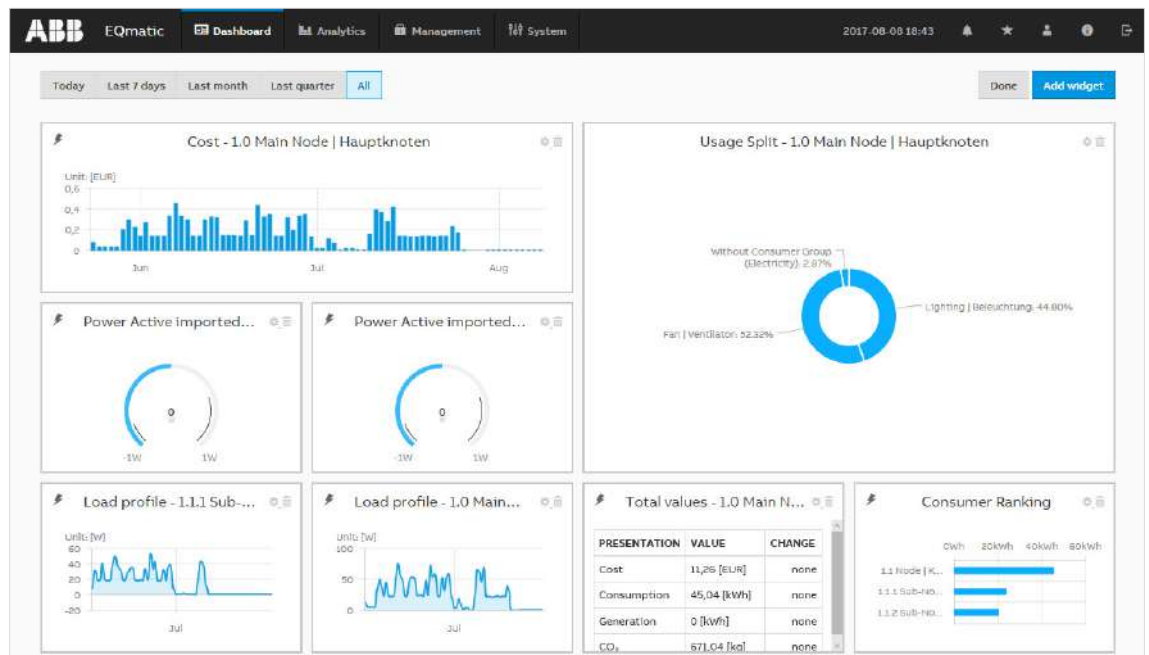 ABB EQmatic Dashboard Analytics Management System 2017-08-08 18:43
Today Last 7 days Last month Last quarter All Done Add widget
Cost - 1.0 Main Node | Hauptknoten
Unit: [EUR]
0,6
0,4
0,2
0
Jun Jul Aug
Usage Split - 1.0 Main Node | Hauptknoten
Without Consumer Group
(Electricity): 2.87%
Lighting | Beleuchtung: 44.80%
Fan | Ventilator: 52.32%
Power Active imported...
0
-1W 1W
Power Active imported...
0
-1W 1W
Load profile - 1.1.1 Sub-...
Unit: [W]
60
40
20
0
-20
Jul
Load profile - 1.0 Main...
Unit: [W]
100
50
0
Jul
Total values - 1.0 Main N...
PRESENTATION VALUE CHANGE
Cost 11,26 [EUR] none
Consumption 45,04 [kWh] none
Generation 0 [kWh] none
CO₂ 671,04 [kg] none
Consumer Ranking
0Wh 20kWh 40kWh 60kWh
1.1 Node | K...
1.1.1 Sub-No...
1.1.2 Sub-No...